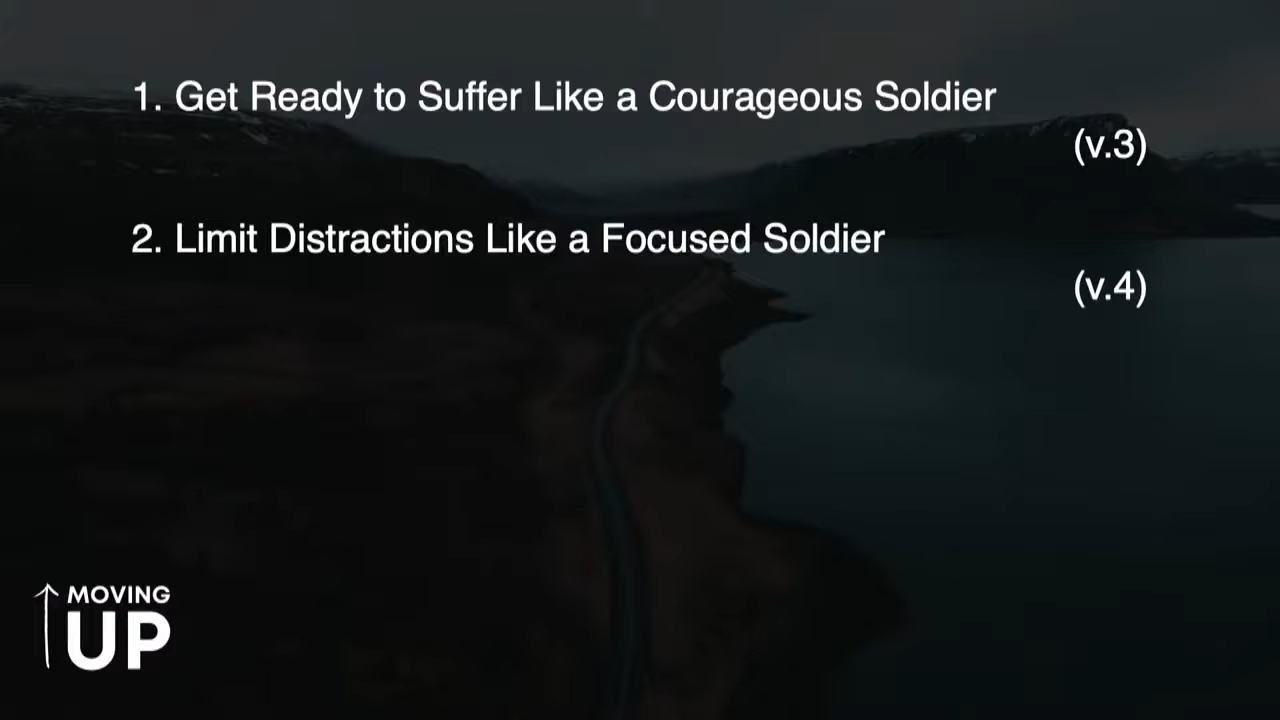 1. Get Ready to Suffer Like a Courageous Soldier
(v.3)
2. Limit Distractions Like a Focused Soldier
(v.4)
MOVING
UP